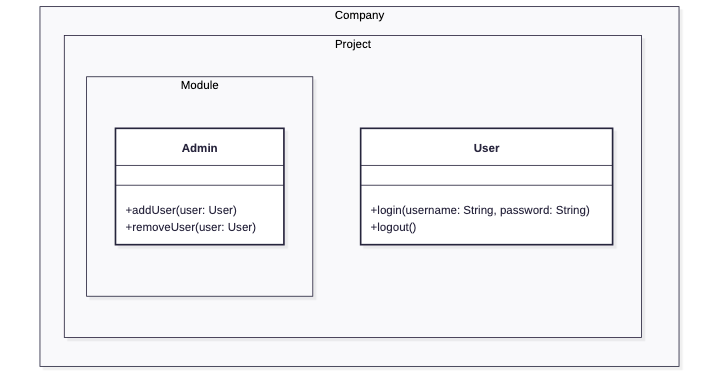 Company
Project
Module
Admin
+addUser(user: User)
+removeUser(user: User)
User
+login(username: String, password: String)
+logout()